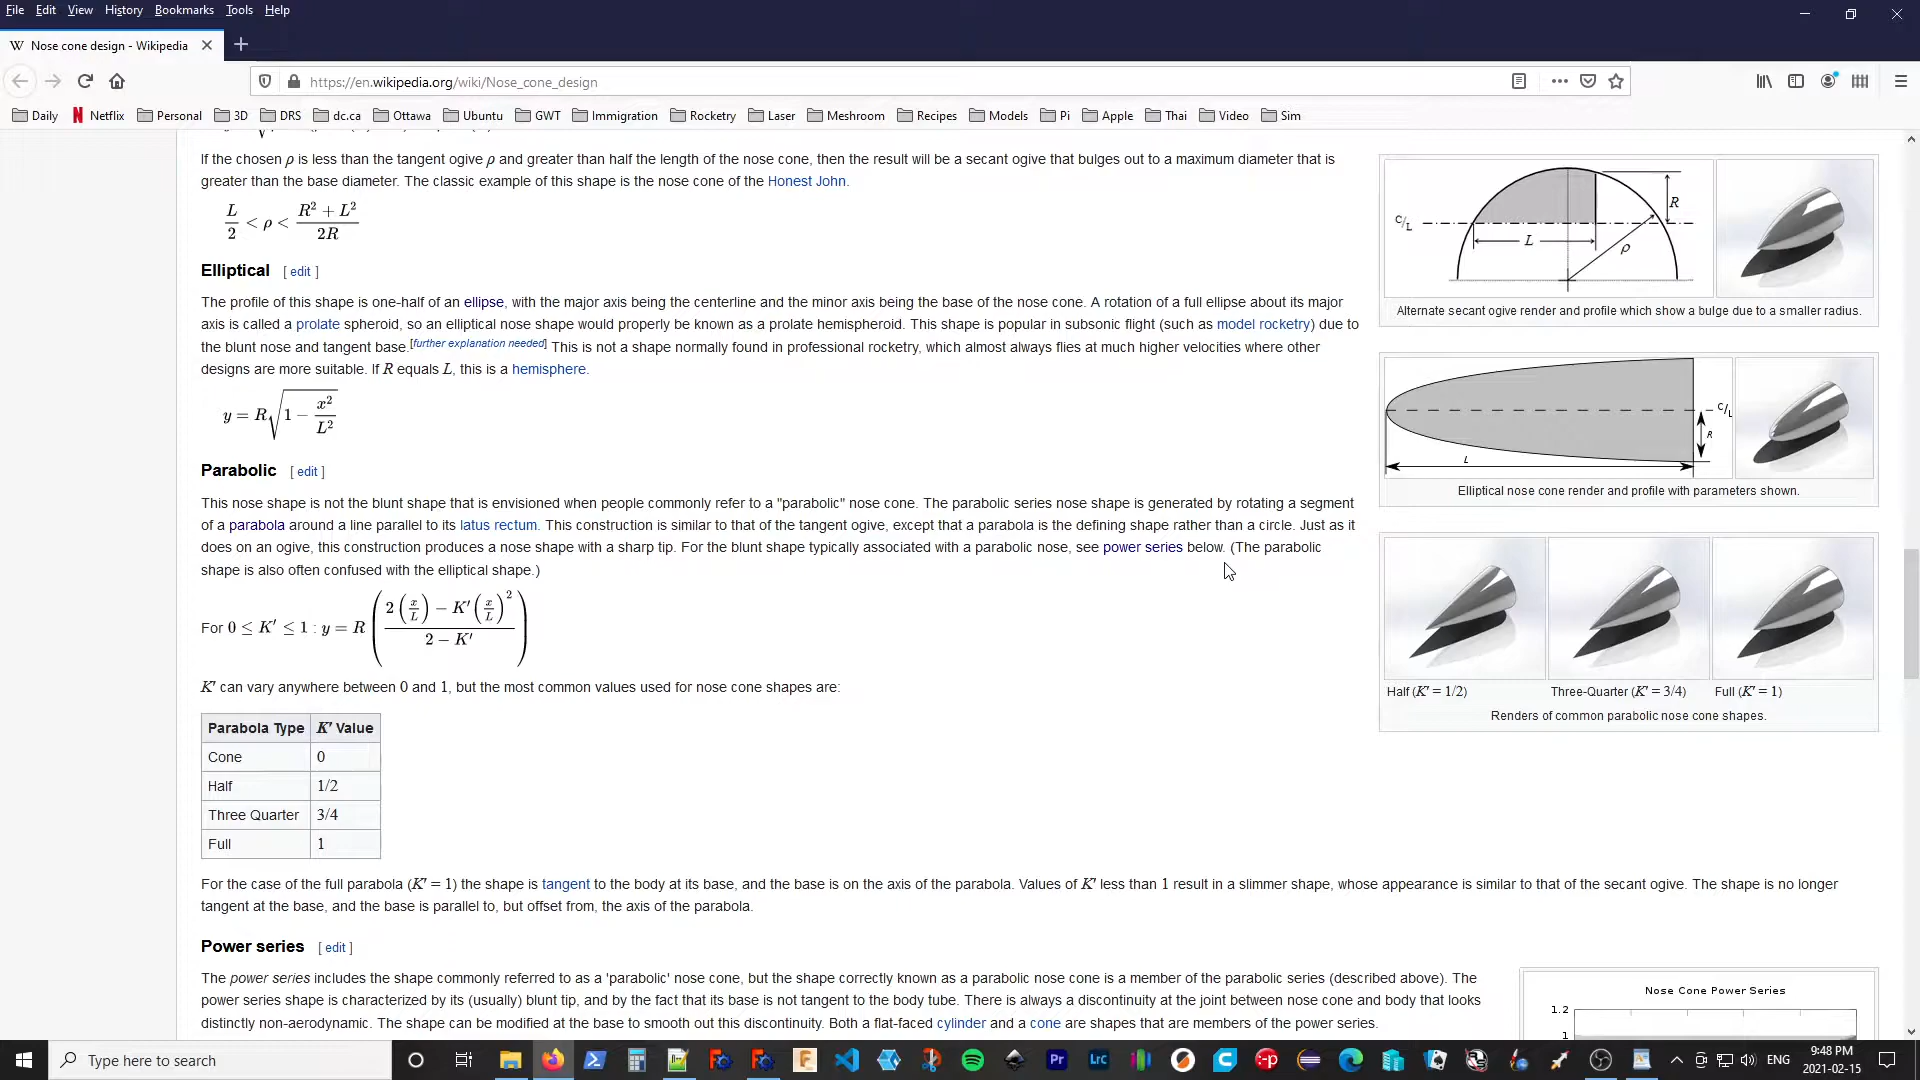 File Edit View History Bookmarks Tools Help
Nose cone design - Wikipedia
https://en.wikipedia.org/wiki/Nose_cone_design
Daily Netflix Personal 3D DRS dc.ca Ottawa Ubuntu GWT Immigration Rocketry Laser Meshroom Recipes Models Pi Apple Thai Video Sim
If the chosen ρ is less than the tangent ogive ρ and greater than half the length of the nose cone, then the result will be a secant ogive that bulges out to a maximum diameter that is
greater than the base diameter. The classic example of this shape is the nose cone of the Honest John.
L/2 < ρ < (R² + L²)/2R
Elliptical [ edit ]
The profile of this shape is one-half of an ellipse, with the major axis being the centerline and the minor axis being the base of the nose cone. A rotation of a full ellipse about its major
axis is called a prolate spheroid, so an elliptical nose shape would properly be known as a prolate hemispheroid. This shape is popular in subsonic flight (such as model rocketry) due to
the blunt nose and tangent base.[further explanation needed] This is not a shape normally found in professional rocketry, which almost always flies at much higher velocities where other
designs are more suitable. If R equals L, this is a hemisphere.
y = R√(1 − x²/L²)
Parabolic [ edit ]
This nose shape is not the blunt shape that is envisioned when people commonly refer to a "parabolic" nose cone. The parabolic series nose shape is generated by rotating a segment
of a parabola around a line parallel to its latus rectum. This construction is similar to that of the tangent ogive, except that a parabola is the defining shape rather than a circle. Just as it
does on an ogive, this construction produces a nose shape with a sharp tip. For the blunt shape typically associated with a parabolic nose, see power series below. (The parabolic
shape is also often confused with the elliptical shape.)
For 0 ≤ K′ ≤ 1 : y = R((2(x/L) − K′(x/L)²)/(2 − K′))
K′ can vary anywhere between 0 and 1, but the most common values used for nose cone shapes are:
Parabola Type K′ Value
Cone 0
Half 1/2
Three Quarter 3/4
Full 1
For the case of the full parabola (K′ = 1) the shape is tangent to the body at its base, and the base is on the axis of the parabola. Values of K′ less than 1 result in a slimmer shape, whose appearance is similar to that of the secant ogive. The shape is no longer
tangent at the base, and the base is parallel to, but offset from, the axis of the parabola.
Power series [ edit ]
The power series includes the shape commonly referred to as a 'parabolic' nose cone, but the shape correctly known as a parabolic nose cone is a member of the parabolic series (described above). The
power series shape is characterized by its (usually) blunt tip, and by the fact that its base is not tangent to the body tube. There is always a discontinuity at the joint between nose cone and body that looks
distinctly non-aerodynamic. The shape can be modified at the base to smooth out this discontinuity. Both a flat-faced cylinder and a cone are shapes that are members of the power series.
C/L L R ρ
Alternate secant ogive render and profile which show a bulge due to a smaller radius.
C/L R L
Elliptical nose cone render and profile with parameters shown.
Half (K′ = 1/2) Three-Quarter (K′ = 3/4) Full (K′ = 1)
Renders of common parabolic nose cone shapes.
Nose Cone Power Series
1.2
1
Type here to search
Pr Lrc
ENG
9:48 PM
2021-02-15